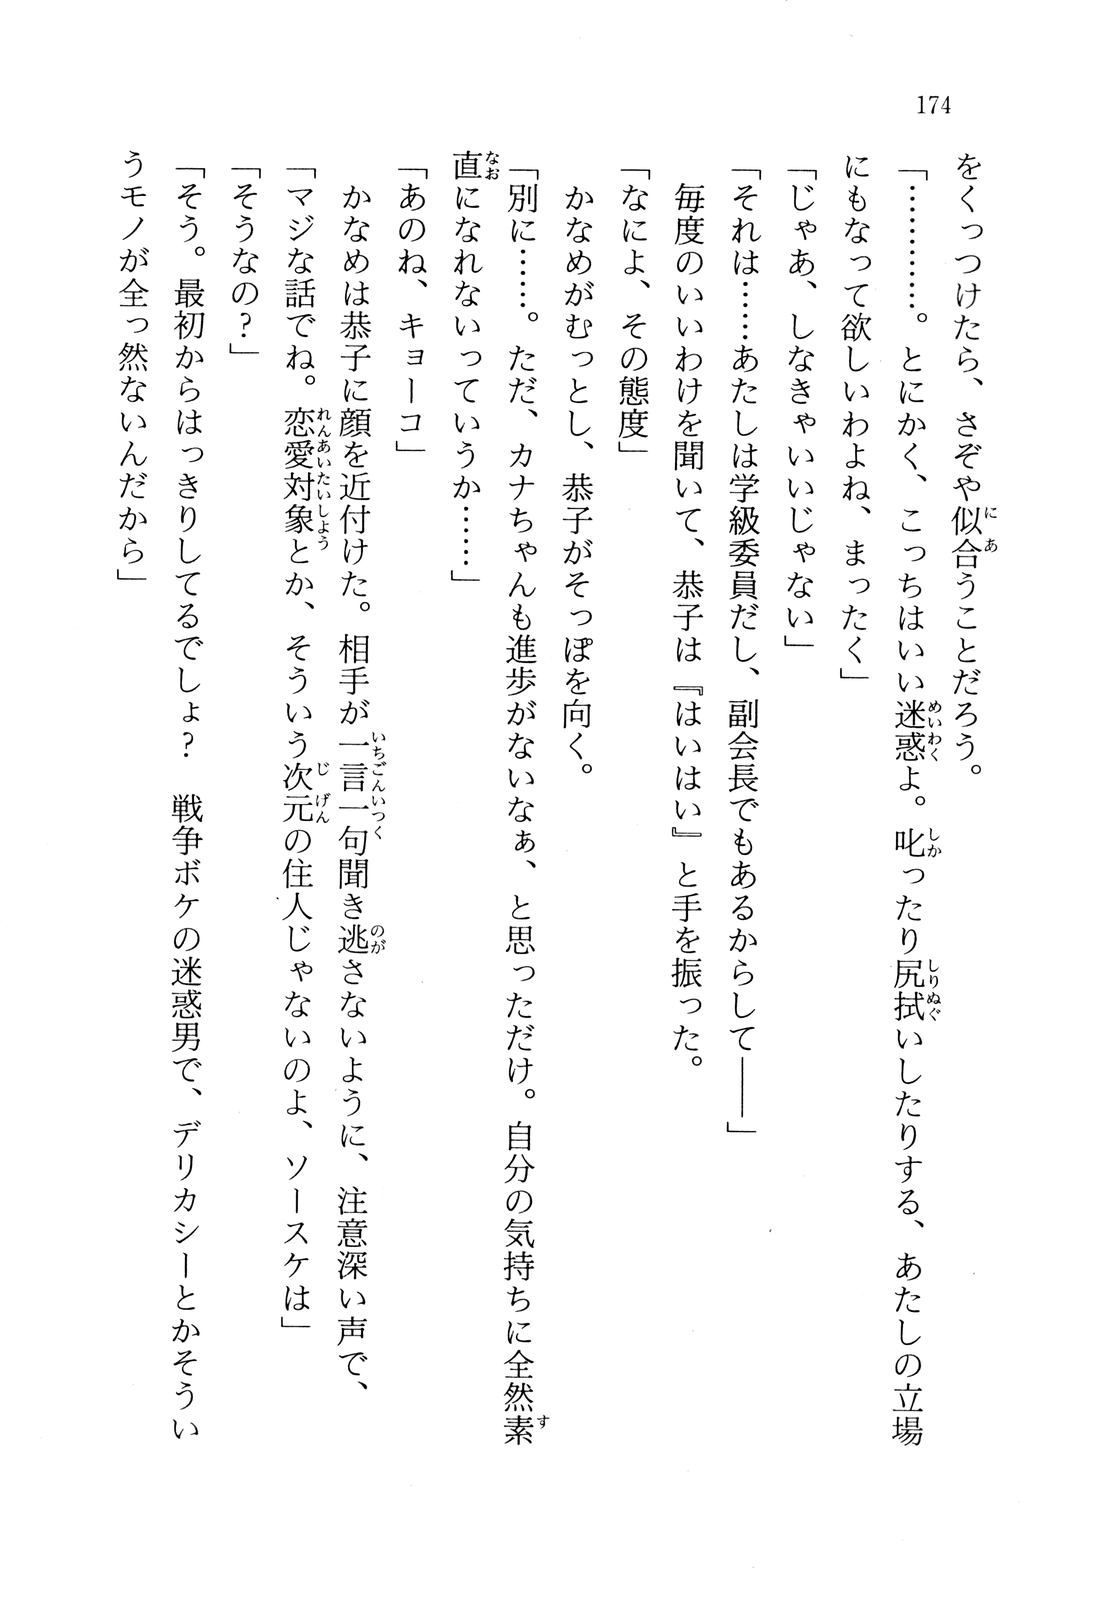 174
をくっつけたら、さぞや似合うことだろう。
「…………。とにかく、こっちはいい迷惑よ。叱ったり尻拭いしたりする、あたしの立場
にもなって欲しいわよね、まったく」
「じゃあ、しなきゃいいじゃない」
「それは……あたしは学級委員だし、副会長でもあるからして――」
毎度のいいわけを聞いて、恭子は『はいはい』と手を振った。
「なによ、その態度」
かなめがむっとし、恭子がそっぽを向く。
「別に……。ただ、カナちゃんも進歩がないなぁ、と思っただけ。自分の気持ちに全然素
直になれないっていうか……」
「あのね、キョーコ」
かなめは恭子に顔を近付けた。相手が一言一句聞き逃さないように、注意深い声で、
「マジな話でね。恋愛対象とか、そういう次元の住人じゃないのよ、ソースケは」
「そうなの？」
「そう。最初からはっきりしてるでしょ？　戦争ボケの迷惑男で、デリカシーとかそうい
うモノが全っ然ないんだから」